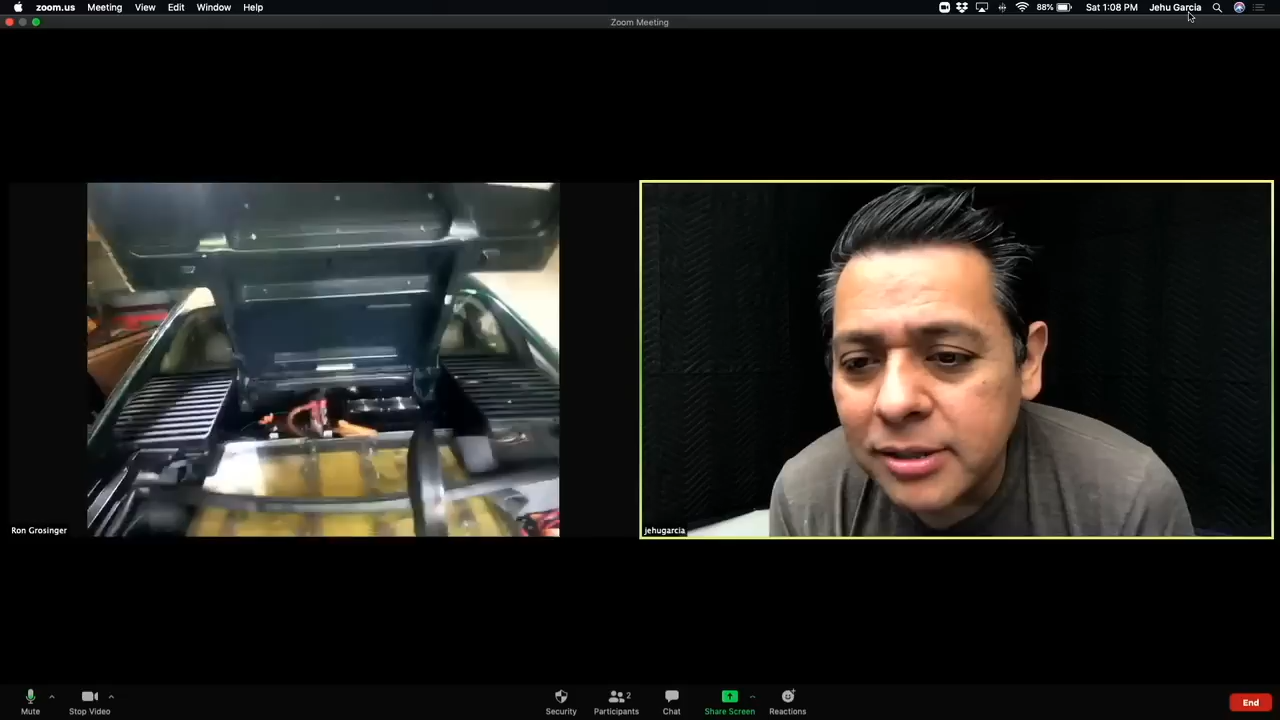 zoom.us Meeting View Edit Window Help 88% Sat 1:08 PM Jehu Garcia
Zoom Meeting
Ron Grosinger
jehugarcia
Mute
Stop Video
Security
Participants 2
Chat
Share Screen
Reactions
End